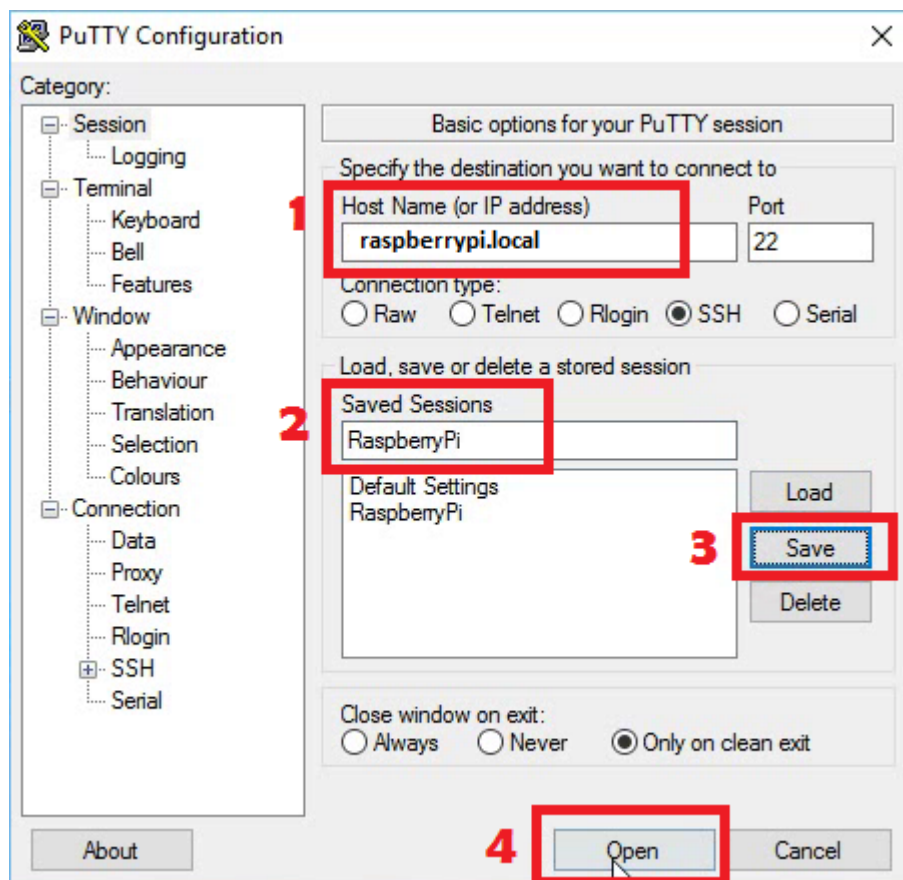 PuTTY Configuration
Category:
Session
Logging
Terminal
Keyboard
Bell
Features
Window
Appearance
Behaviour
Translation
Selection
Colours
Connection
Data
Proxy
Telnet
Rlogin
SSH
Serial
Basic options for your PuTTY session
Specify the destination you want to connect to
1
Host Name (or IP address) Port
raspberrypi.local 22
Connection type:
Raw Telnet Rlogin SSH Serial
Load, save or delete a stored session
2
Saved Sessions
RaspberryPi
Default Settings
RaspberryPi
Load
3
Save
Delete
Close window on exit:
Always Never Only on clean exit
About 4 Open Cancel